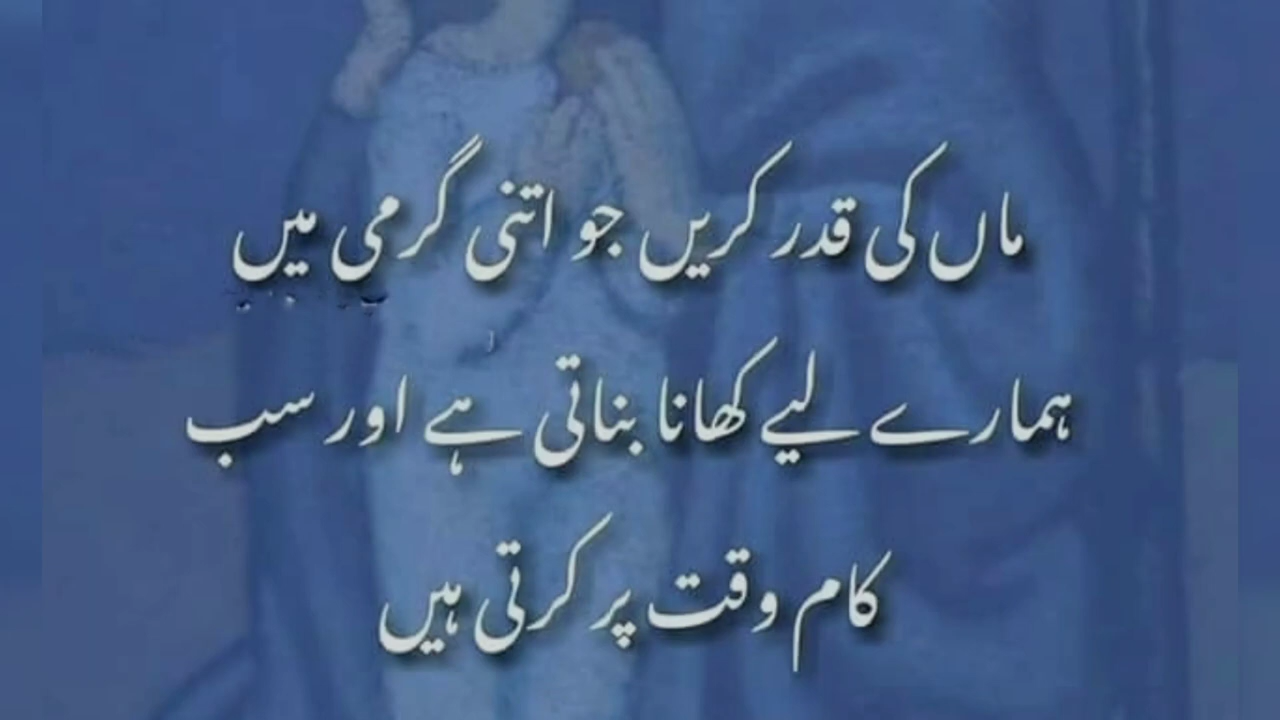 ماں کی قدر کریں جو اتنی گرمی میں
ہمارے لیے کھانا بناتی ہے اور سب
کام وقت پر کرتی ہیں